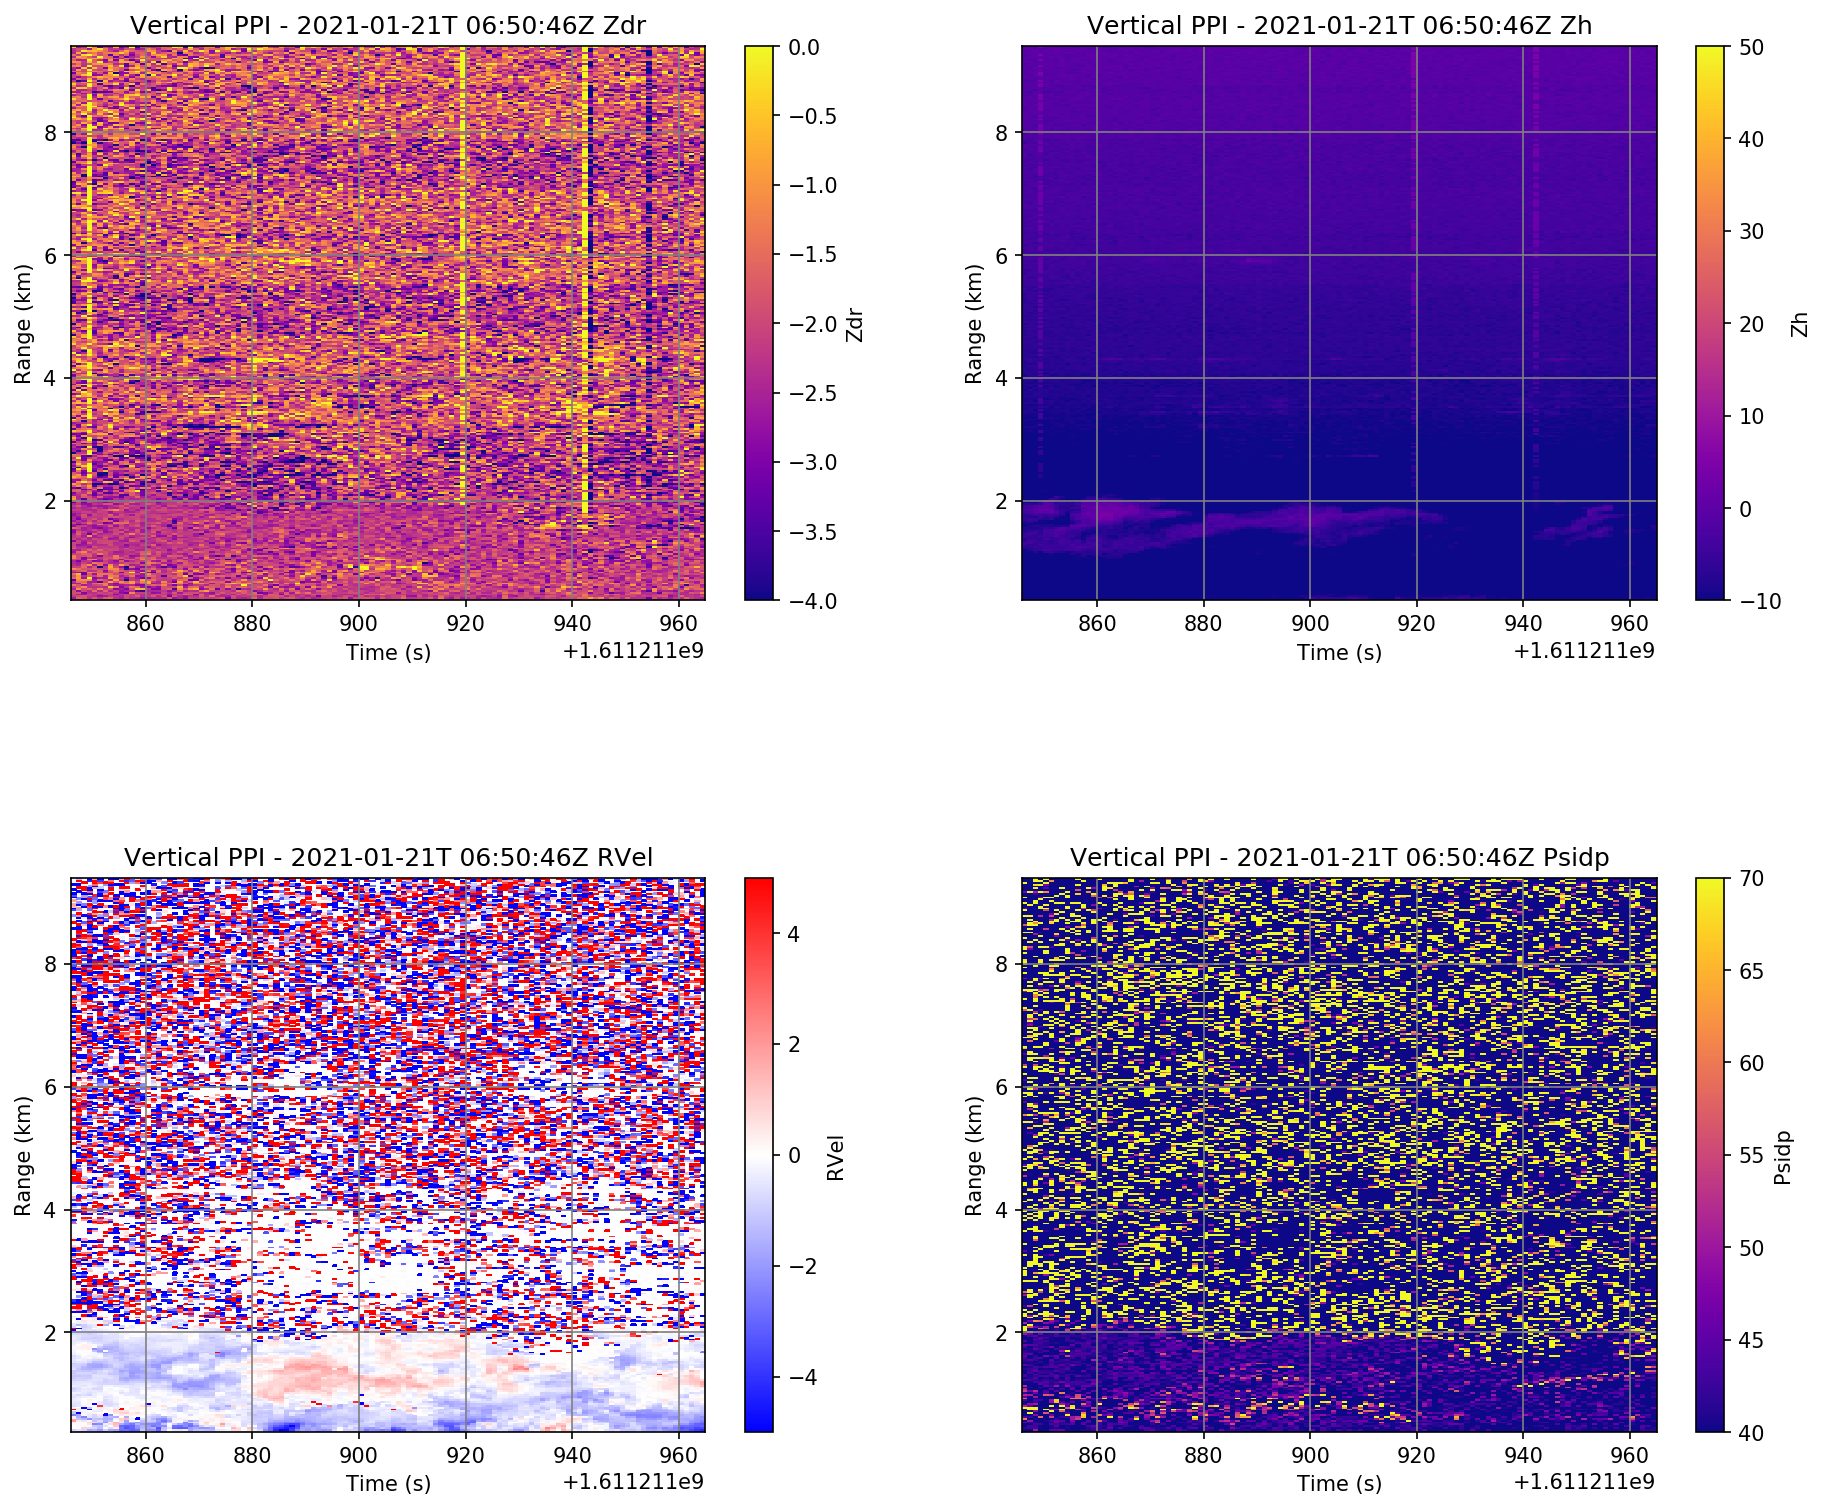 Vertical PPI - 2021-01-21T 06:50:46Z Zdr
Range (km)
8
6
4
2
860 880 900 920 940 960
Time (s)
+1.611211e9
0.0
−0.5
−1.0
−1.5
−2.0
−2.5
−3.0
−3.5
−4.0
Zdr
Vertical PPI - 2021-01-21T 06:50:46Z Zh
Range (km)
8
6
4
2
860 880 900 920 940 960
Time (s)
+1.611211e9
50
40
30
20
10
0
−10
Zh
Vertical PPI - 2021-01-21T 06:50:46Z RVel
Range (km)
8
6
4
2
860 880 900 920 940 960
Time (s)
+1.611211e9
4
2
0
−2
−4
RVel
Vertical PPI - 2021-01-21T 06:50:46Z Psidp
Range (km)
8
6
4
2
860 880 900 920 940 960
Time (s)
+1.611211e9
70
65
60
55
50
45
40
Psidp